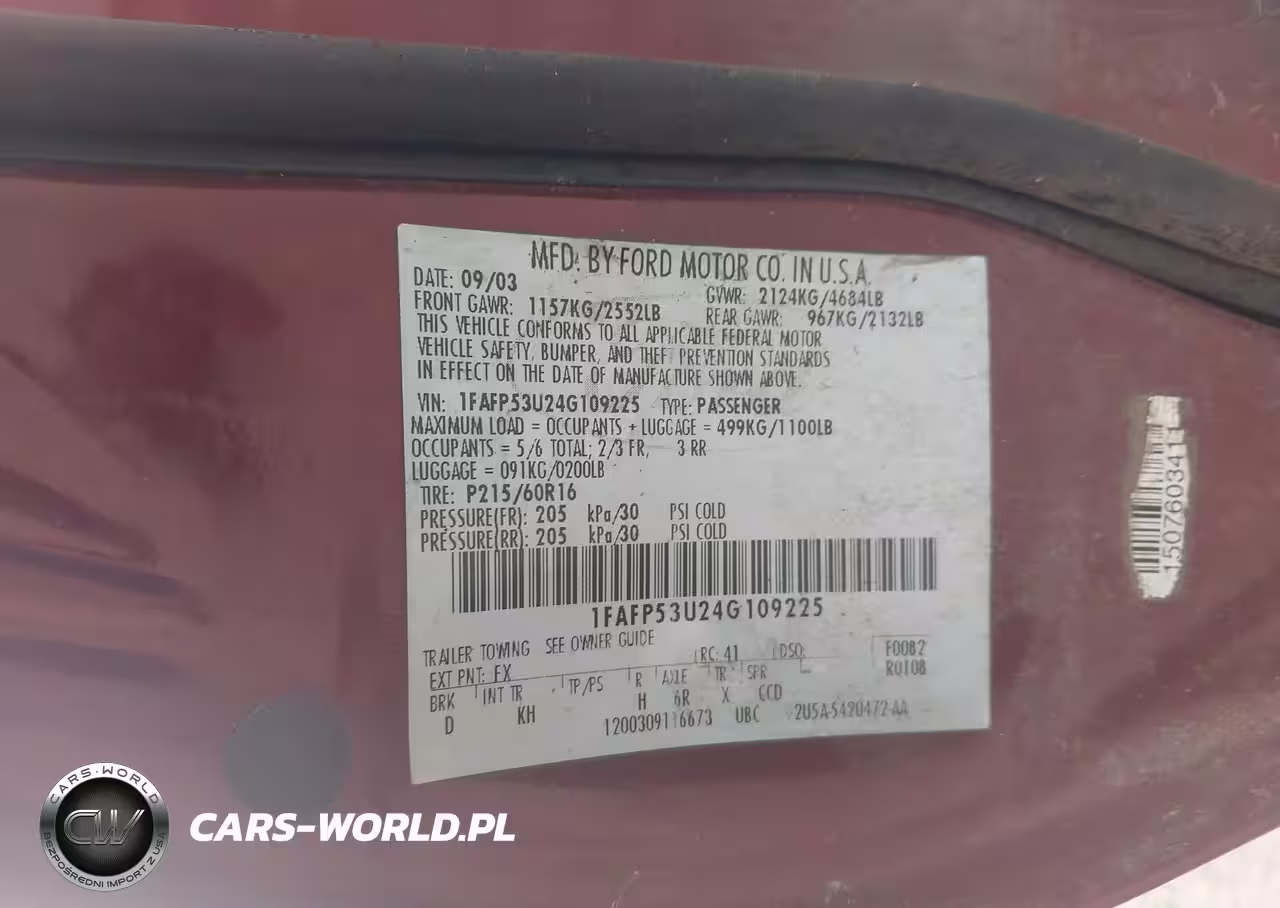 MFD. BY FORD MOTOR CO. IN U.S.A.
DATE: 09/03 GVWR: 2124KG/4684LB
FRONT GAWR: 1157KG/2552LB REAR GAWR: 967KG/2132LB
THIS VEHICLE CONFORMS TO ALL APPLICABLE FEDERAL MOTOR
VEHICLE SAFETY, BUMPER, AND THEFT PREVENTION STANDARDS
IN EFFECT ON THE DATE OF MANUFACTURE SHOWN ABOVE.
VIN: 1FAFP53U24G109225 TYPE: PASSENGER
MAXIMUM LOAD = OCCUPANTS + LUGGAGE = 499KG/1100LB
OCCUPANTS = 5/6 TOTAL; 2/3 FR, 3 RR
LUGGAGE = 091KG/0200LB
TIRE: P215/60R16
PRESSURE(FR): 205 kPa/30 PSI COLD
PRESSURE(RR): 205 kPa/30 PSI COLD
1FAFP53U24G109225
TRAILER TOWING SEE OWNER GUIDE
EXT PNT: FX RC: 41 DSO: F0082
R0108
BRK INT TR TP/PS R AXLE TR SPR
D KH H 6R X CCD
1200309116673 UBC 2U5A-5420472-AA
1507603411
CARS-WORLD
CW
BEZPOŚREDNI IMPORT Z USA
CARS-WORLD.PL